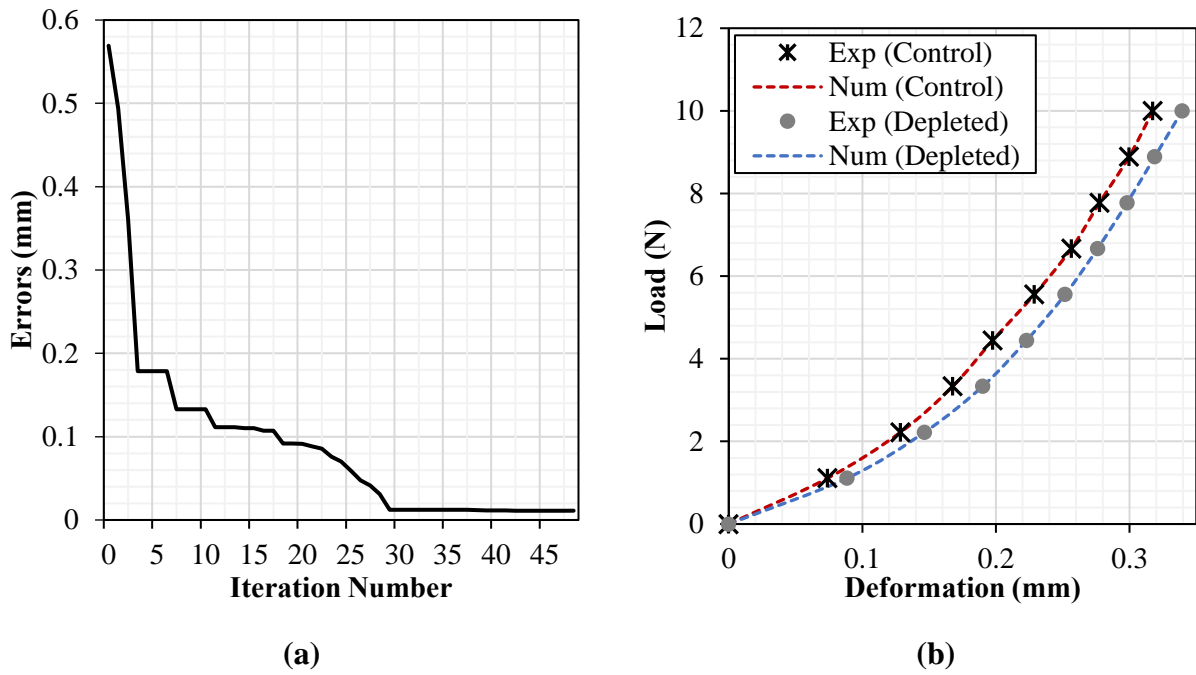 0.6
0.5
0.4
0.3
0.2
0.1
0
Errors (mm)
0 5 10 15 20 25 30 35 40 45
Iteration Number
(a)
12
10
8
6
4
2
0
Load (N)
Exp (Control)
Num (Control)
Exp (Depleted)
Num (Depleted)
0 0.1 0.2 0.3
Deformation (mm)
(b)